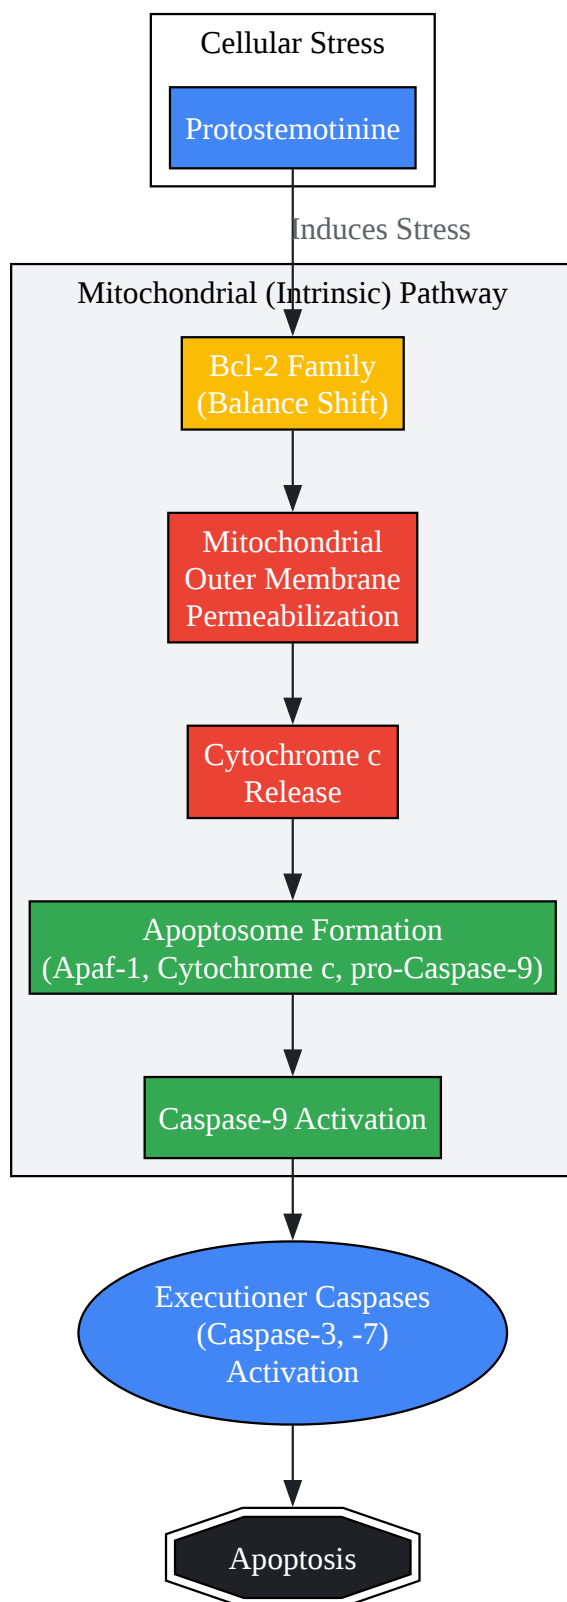 Cellular Stress
Protostemotinine
Induces Stress
Mitochondrial (Intrinsic) Pathway
Bcl-2 Family
(Balance Shift)
Mitochondrial
Outer Membrane
Permeabilization
Cytochrome c
Release
Apoptosome Formation
(Apaf-1, Cytochrome c, pro-Caspase-9)
Caspase-9 Activation
Executioner Caspases
(Caspase-3, -7)
Activation
Apoptosis